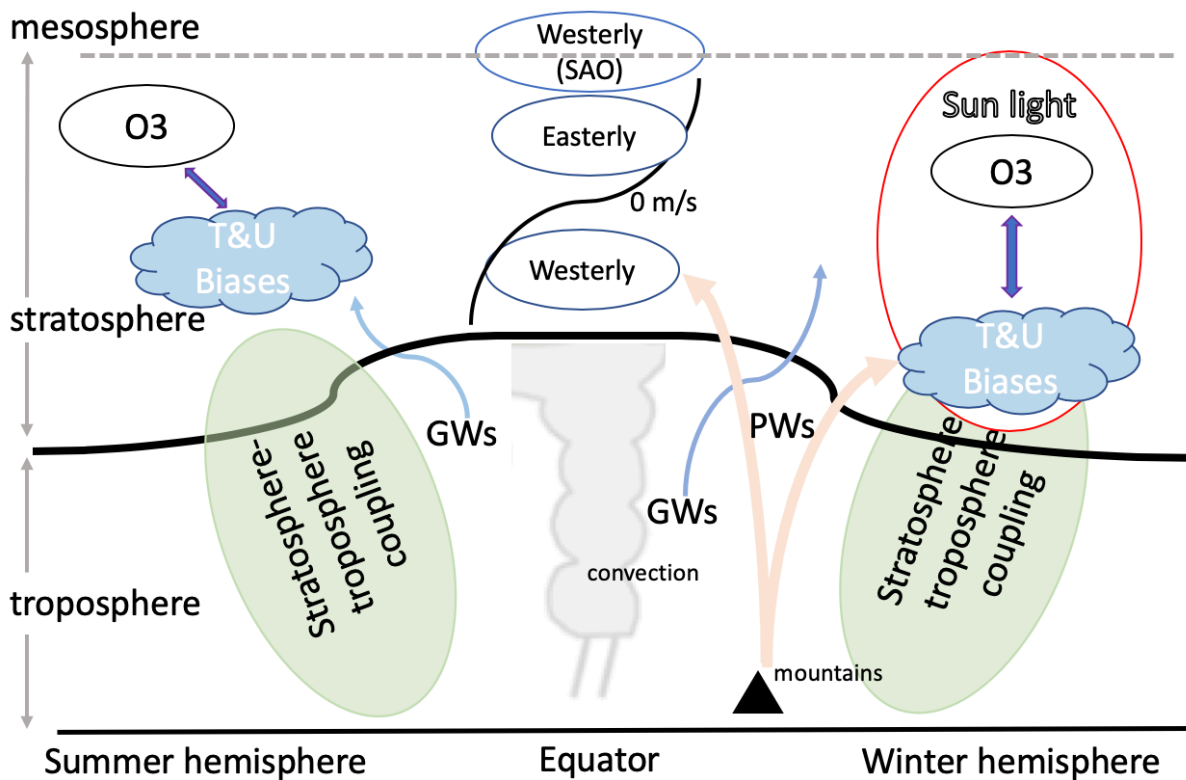 mesosphere
Westerly
(SAO)
Sun light
O3
Easterly
O3
0 m/s
T&U
Biases
Westerly
stratosphere
T&U
Biases
GWs
PWs
Stratosphere-
troposphere
coupling
Stratosphere
troposphere
coupling
GWs
convection
troposphere
mountains
Summer hemisphere
Equator
Winter hemisphere